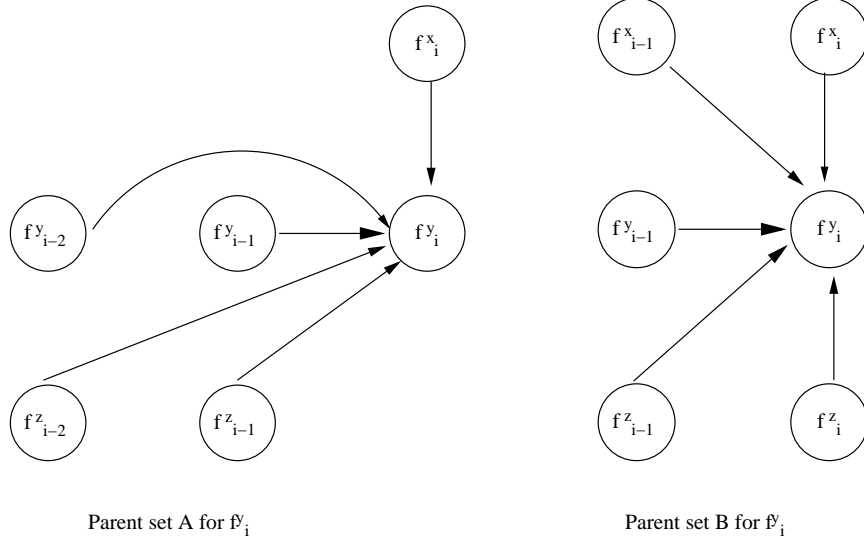 f^x_i
f^y_{i−2}
f^y_{i−1}
f^y_i
f^z_{i−2}
f^z_{i−1}
Parent set A for f^y_i
f^x_{i−1}
f^x_i
f^y_{i−1}
f^y_i
f^z_{i−1}
f^z_i
Parent set B for f^y_i